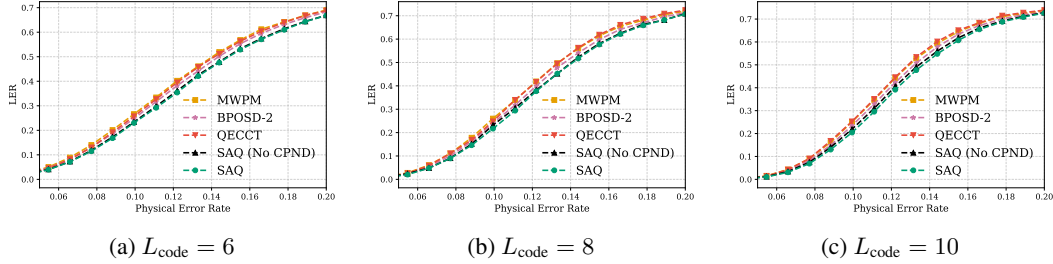 0.7
0.6
0.5
0.4
0.3
0.2
0.1
0.0
LER
MWPM
BPOSD-2
QECCT
SAQ (No CPND)
SAQ
0.06 0.08 0.10 0.12 0.14 0.16 0.18 0.20
Physical Error Rate
(a) L_code = 6
0.7
0.6
0.5
0.4
0.3
0.2
0.1
0.0
LER
MWPM
BPOSD-2
QECCT
SAQ (No CPND)
SAQ
0.06 0.08 0.10 0.12 0.14 0.16 0.18 0.20
Physical Error Rate
(b) L_code = 8
0.7
0.6
0.5
0.4
0.3
0.2
0.1
0.0
LER
MWPM
BPOSD-2
QECCT
SAQ (No CPND)
SAQ
0.06 0.08 0.10 0.12 0.14 0.16 0.18 0.20
Physical Error Rate
(c) L_code = 10